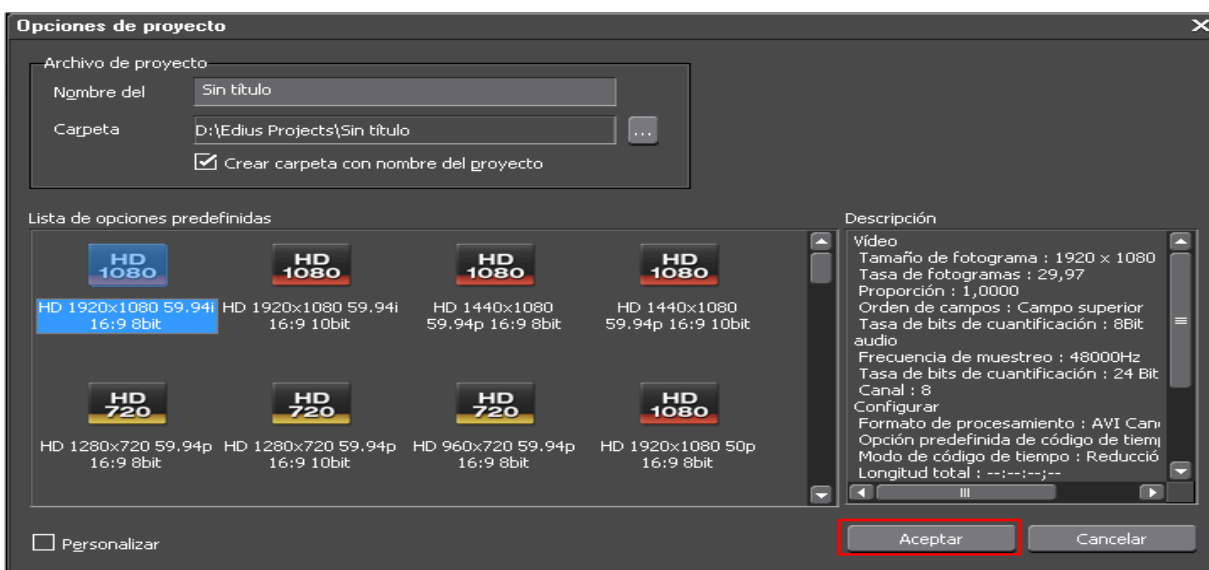 Opciones de proyecto
Archivo de proyecto
Nombre del
Sin título
Carpeta
D:\Edius Projects\Sin título
...
Crear carpeta con nombre del proyecto
Lista de opciones predefinidas
HD 1080
HD 1080
HD 1080
HD 1080
HD 1920x1080 59.94i
16:9 8bit
HD 1920x1080 59.94i
16:9 10bit
HD 1440x1080
59.94p 16:9 8bit
HD 1440x1080
59.94p 16:9 10bit
HD 720
HD 720
HD 720
HD 1080
HD 1280x720 59.94p
16:9 8bit
HD 1280x720 59.94p
16:9 10bit
HD 960x720 59.94p
16:9 8bit
HD 1920x1080 50p
16:9 8bit
Descripción
Vídeo
Tamaño de fotograma : 1920 x 1080
Tasa de fotogramas : 29,97
Proporción : 1,0000
Orden de campos : Campo superior
Tasa de bits de cuantificación : 8Bit
audio
Frecuencia de muestreo : 48000Hz
Tasa de bits de cuantificación : 24 Bit
Canal : 8
Configurar
Formato de procesamiento : AVI Can
Opción predefinida de código de tiem
Modo de código de tiempo : Reducció
Longitud total : --:--:--;--
Personalizar
Aceptar
Cancelar